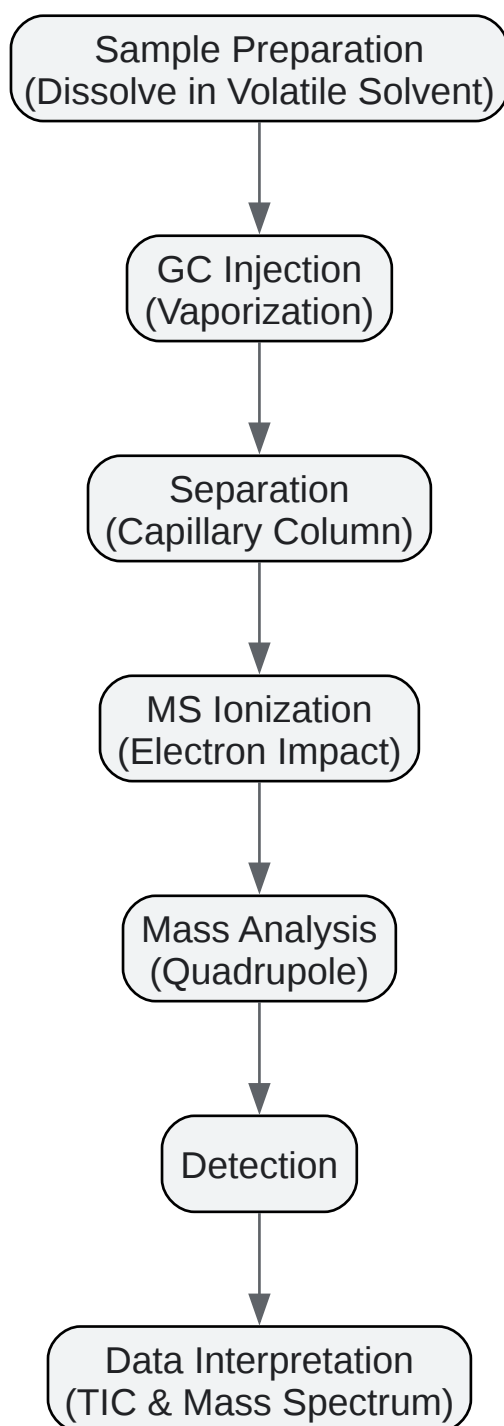 Sample Preparation
(Dissolve in Volatile Solvent)
GC Injection
(Vaporization)
Separation
(Capillary Column)
MS Ionization
(Electron Impact)
Mass Analysis
(Quadrupole)
Detection
Data Interpretation
(TIC & Mass Spectrum)